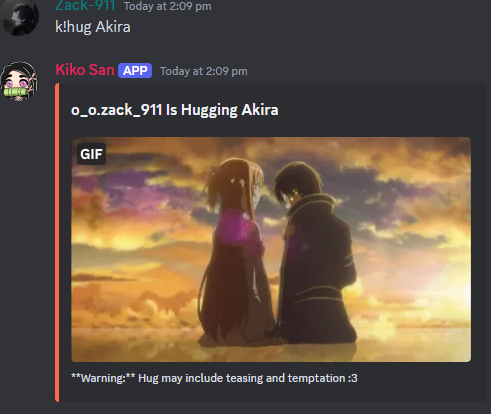 Zack-911 Today at 2:09 pm
k!hug Akira
Kiko San APP Today at 2:09 pm
o_o.zack_911 Is Hugging Akira
GIF
**Warning:** Hug may include teasing and temptation :3